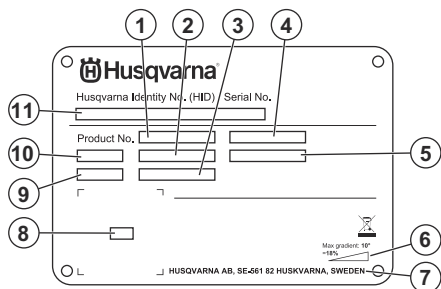 1
2
3
4
Husqvarna
Husqvarna Identity No. (HID) Serial No.
11
Product No.
10
5
9
8
Max gradient: 10°
=18%
6
HUSQVARNA AB, SE-561 82 HUSKVARNA, SWEDEN
7